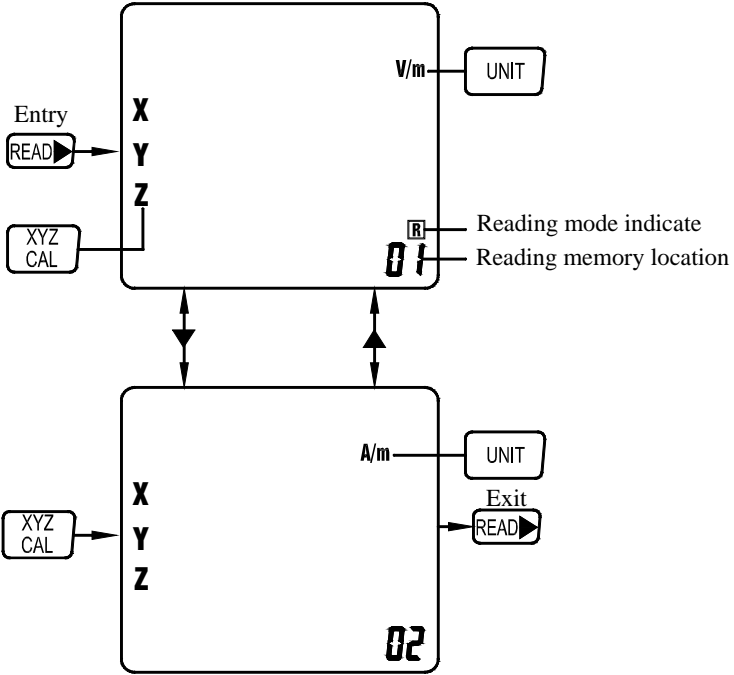 V/m
UNIT
Entry
READ
X
Y
Z
XYZ
CAL
R
Reading mode indicate
01
Reading memory location
A/m
UNIT
X
Y
Z
XYZ
CAL
Exit
READ
02